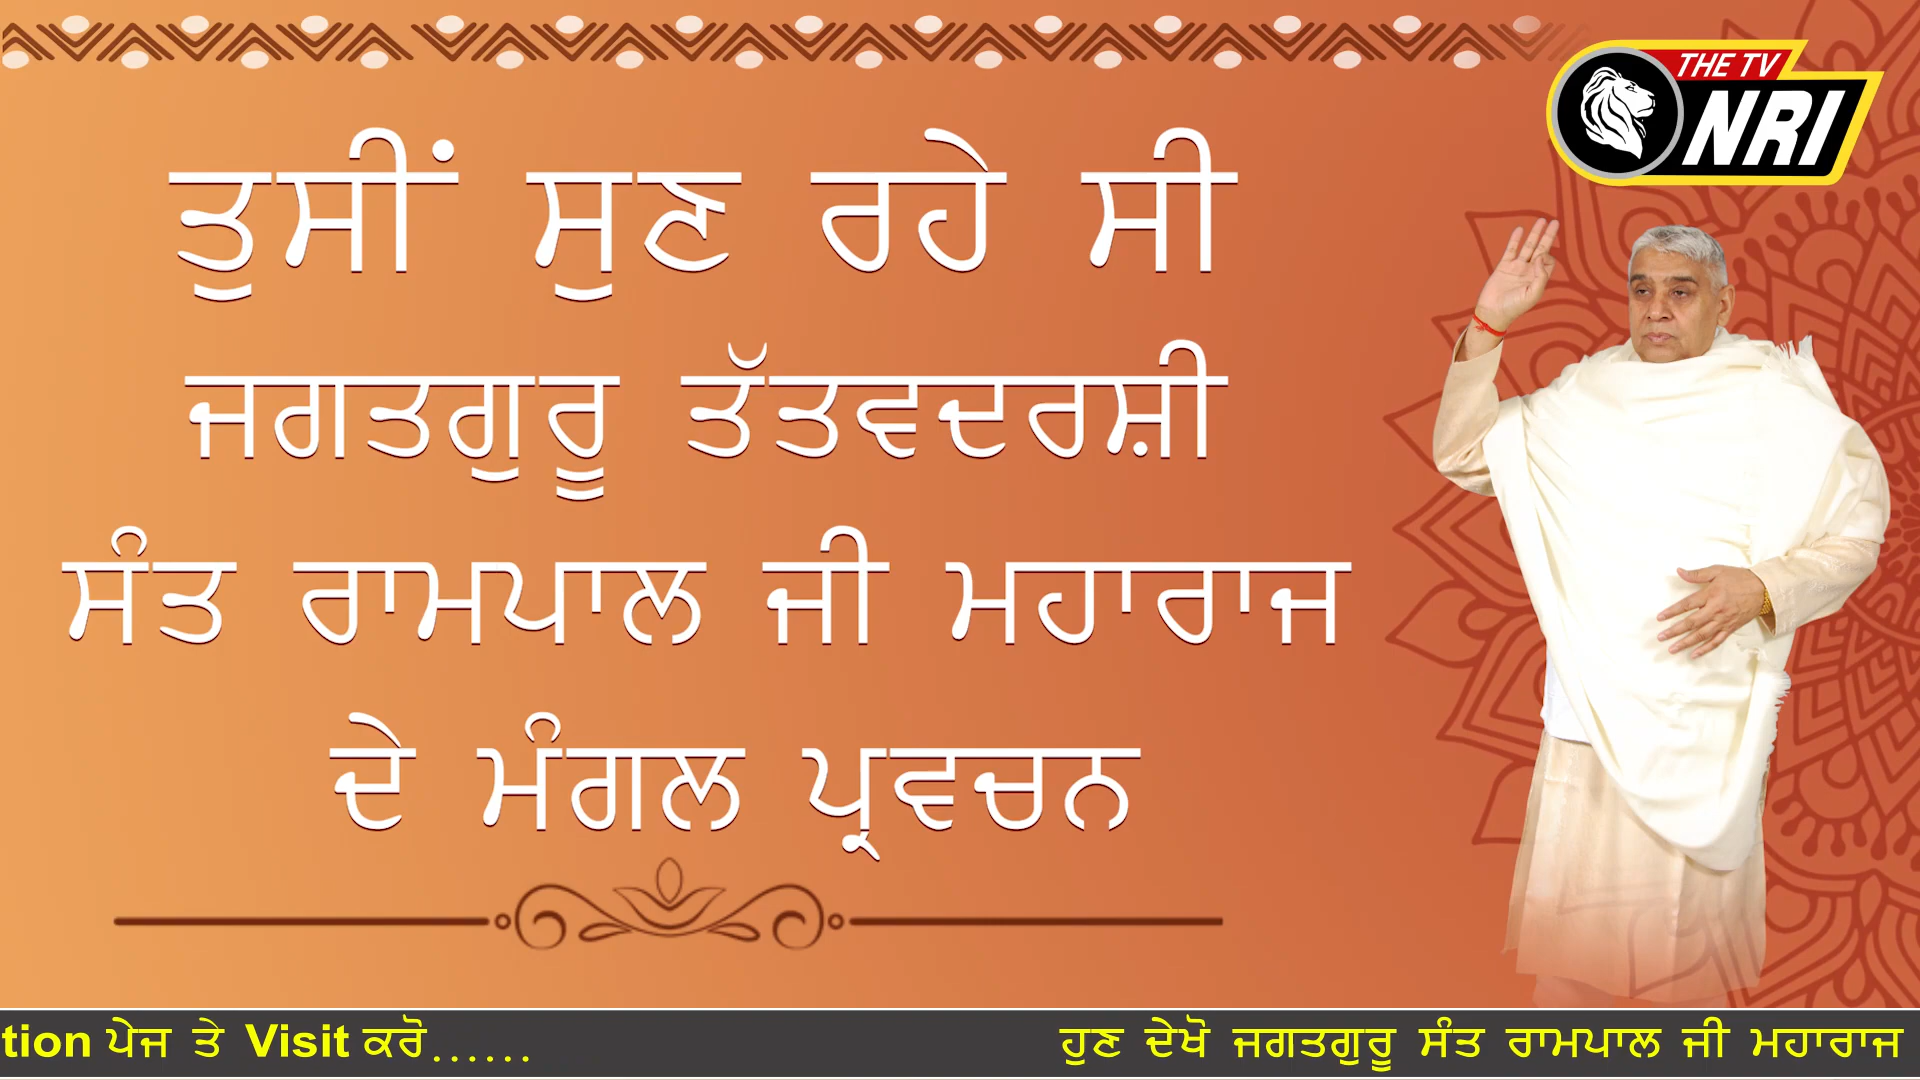 THE TV
NRI
ਤੁਸੀਂ ਸੁਣ ਰਹੇ ਸੀ
ਜਗਤਗੁਰੂ ਤੱਤਵਦਰਸ਼ੀ
ਸੰਤ ਰਾਮਪਾਲ ਜੀ ਮਹਾਰਾਜ
ਦੇ ਮੰਗਲ ਪ੍ਰਵਚਨ
tion ਪੇਜ ਤੇ Visit ਕਰੋ...... ਹੁਣ ਦੇਖੋ ਜਗਤਗੁਰੂ ਸੰਤ ਰਾਮਪਾਲ ਜੀ ਮਹਾਰਾਜ